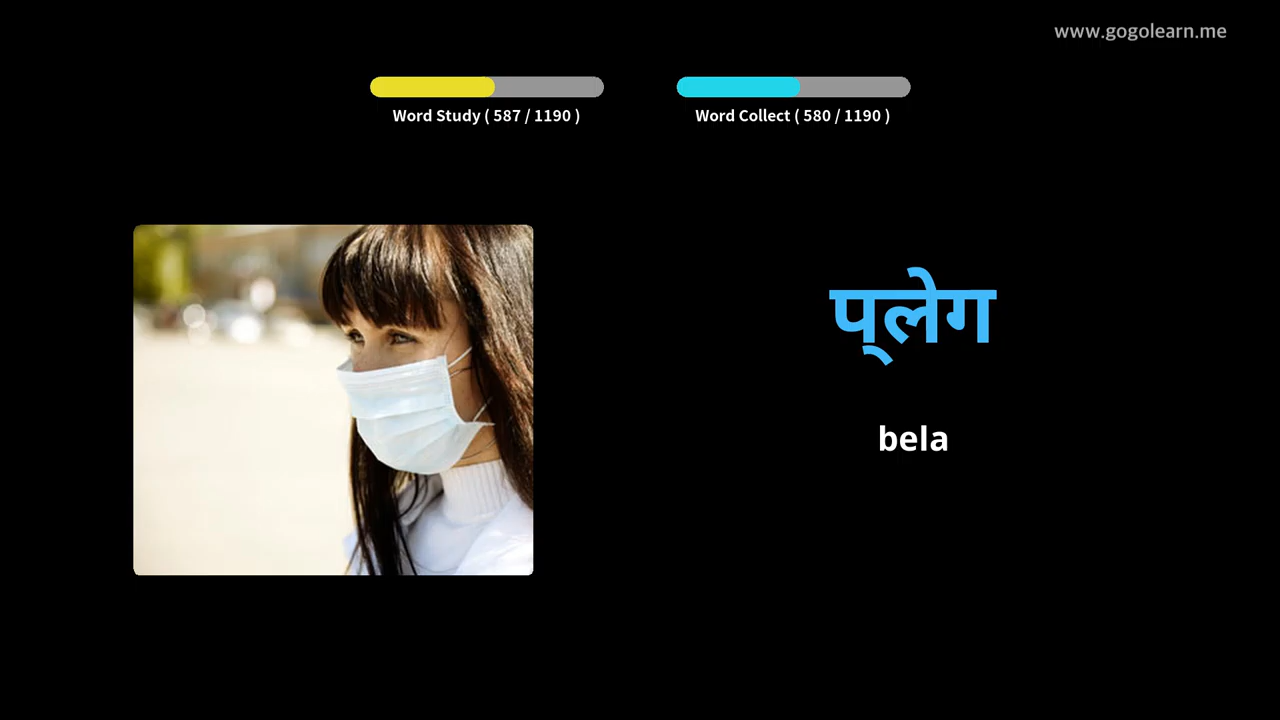 www.gogolearn.me
Word Study ( 587 / 1190 )
Word Collect ( 580 / 1190 )
प्‌लेग
bela